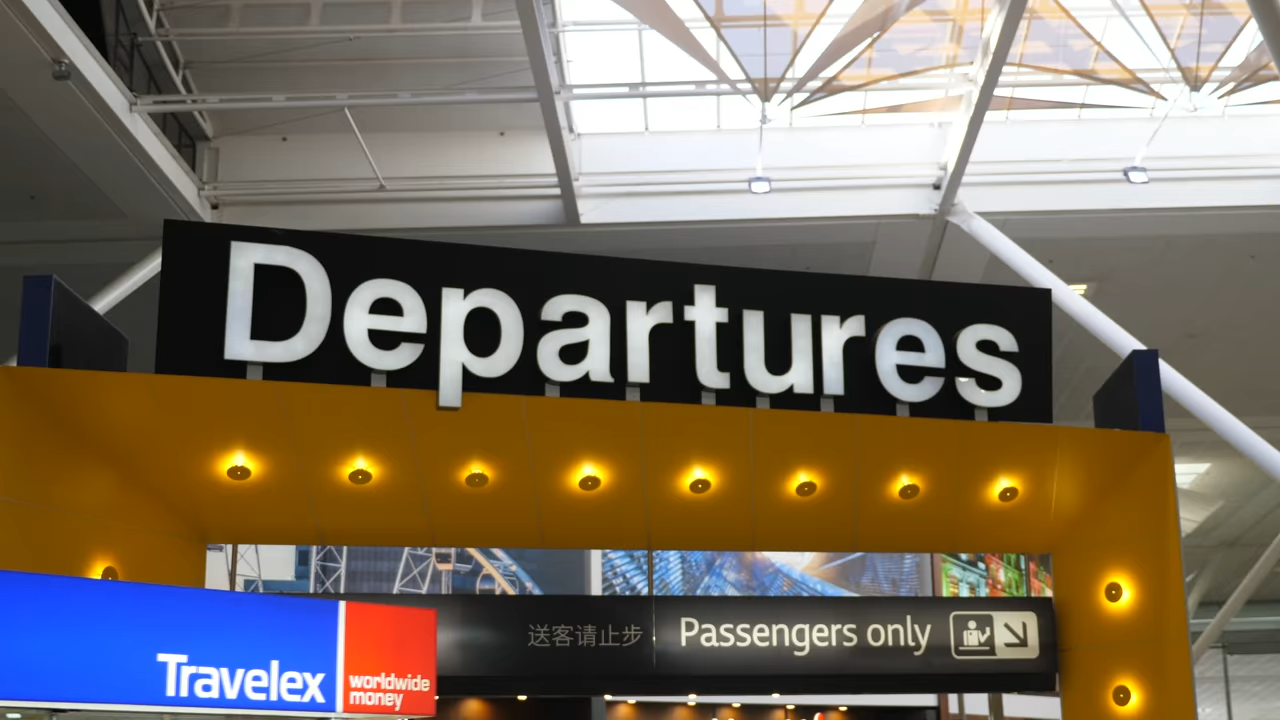 Departures
送客请止步 Passengers only
Travelex worldwide
money